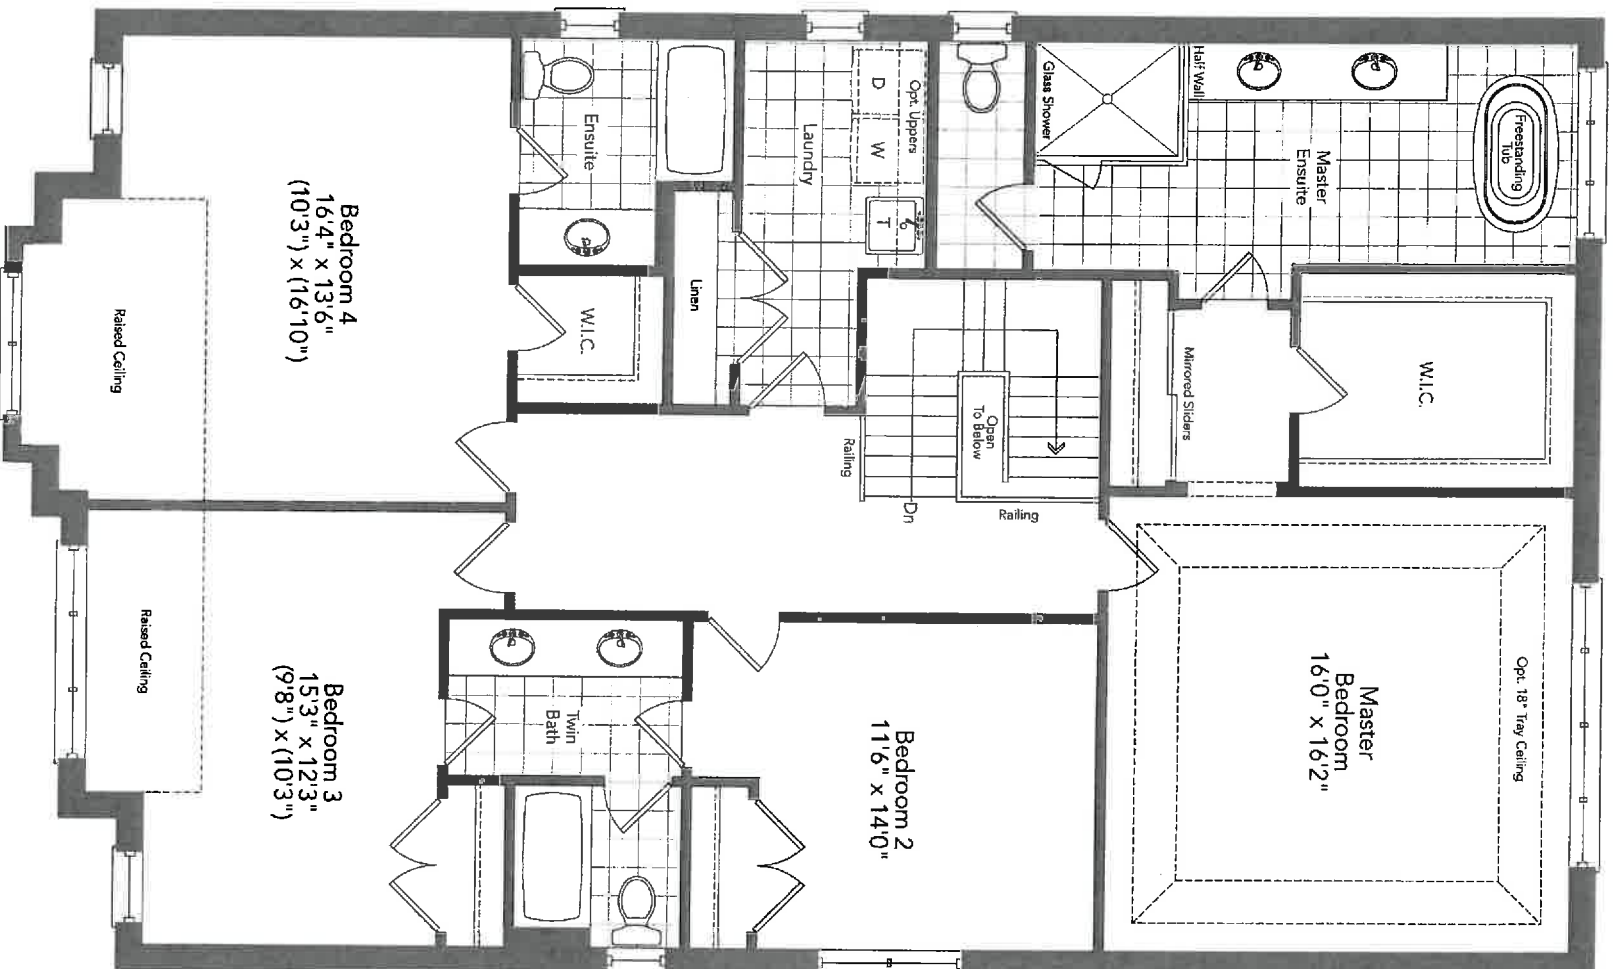 Freestanding
Tub
Master
Ensuite
Half Wall
Glass Shower
Opt. Uppers
D
W
T
Laundry
Ensuite
Linen
W.I.C.
W.I.C.
Mirrored Sliders
Open
To Below
Railing
Railing
Dn
Bedroom 4
16'4" x 13'6"
(10'3") x (16'10")
Raised Ceiling
Raised Ceiling
Bedroom 3
15'3" x 12'3"
(9'8") x (10'3")
Twin
Bath
Bedroom 2
11'6" x 14'0"
Opt. 18" Tray Ceiling
Master
Bedroom
16'0" x 16'2"